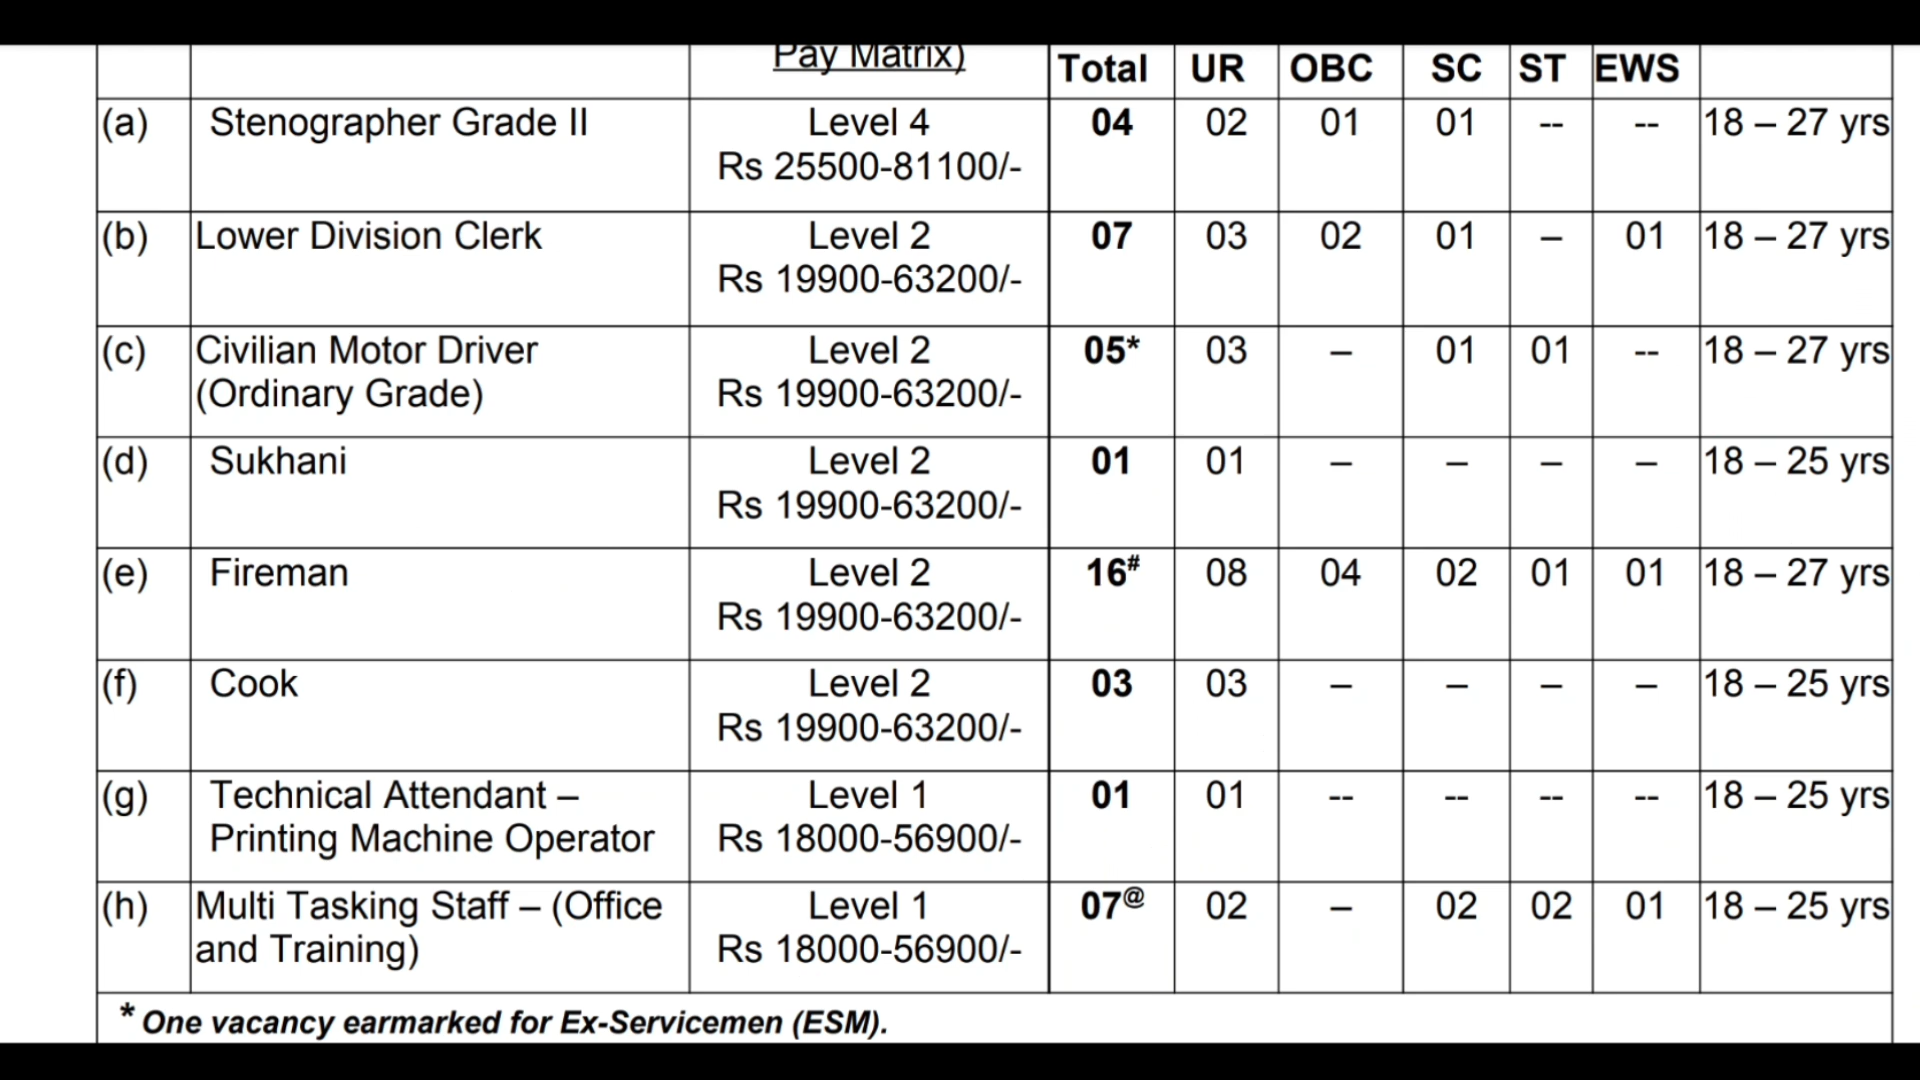 Pay Matrix)
Total UR OBC SC ST EWS
(a) Stenographer Grade II Level 4 04 02 01 01 -- -- 18 – 27 yrs
Rs 25500-81100/-
(b) Lower Division Clerk Level 2 07 03 02 01 – 01 18 – 27 yrs
Rs 19900-63200/-
(c) Civilian Motor Driver Level 2 05* 03 – 01 01 -- 18 – 27 yrs
(Ordinary Grade) Rs 19900-63200/-
(d) Sukhani Level 2 01 01 – – – – 18 – 25 yrs
Rs 19900-63200/-
(e) Fireman Level 2 16# 08 04 02 01 01 18 – 27 yrs
Rs 19900-63200/-
(f) Cook Level 2 03 03 – – – – 18 – 25 yrs
Rs 19900-63200/-
(g) Technical Attendant – Level 1 01 01 -- -- -- -- 18 – 25 yrs
Printing Machine Operator Rs 18000-56900/-
(h) Multi Tasking Staff – (Office Level 1 07@ 02 – 02 02 01 18 – 25 yrs
and Training) Rs 18000-56900/-
* One vacancy earmarked for Ex-Servicemen (ESM).